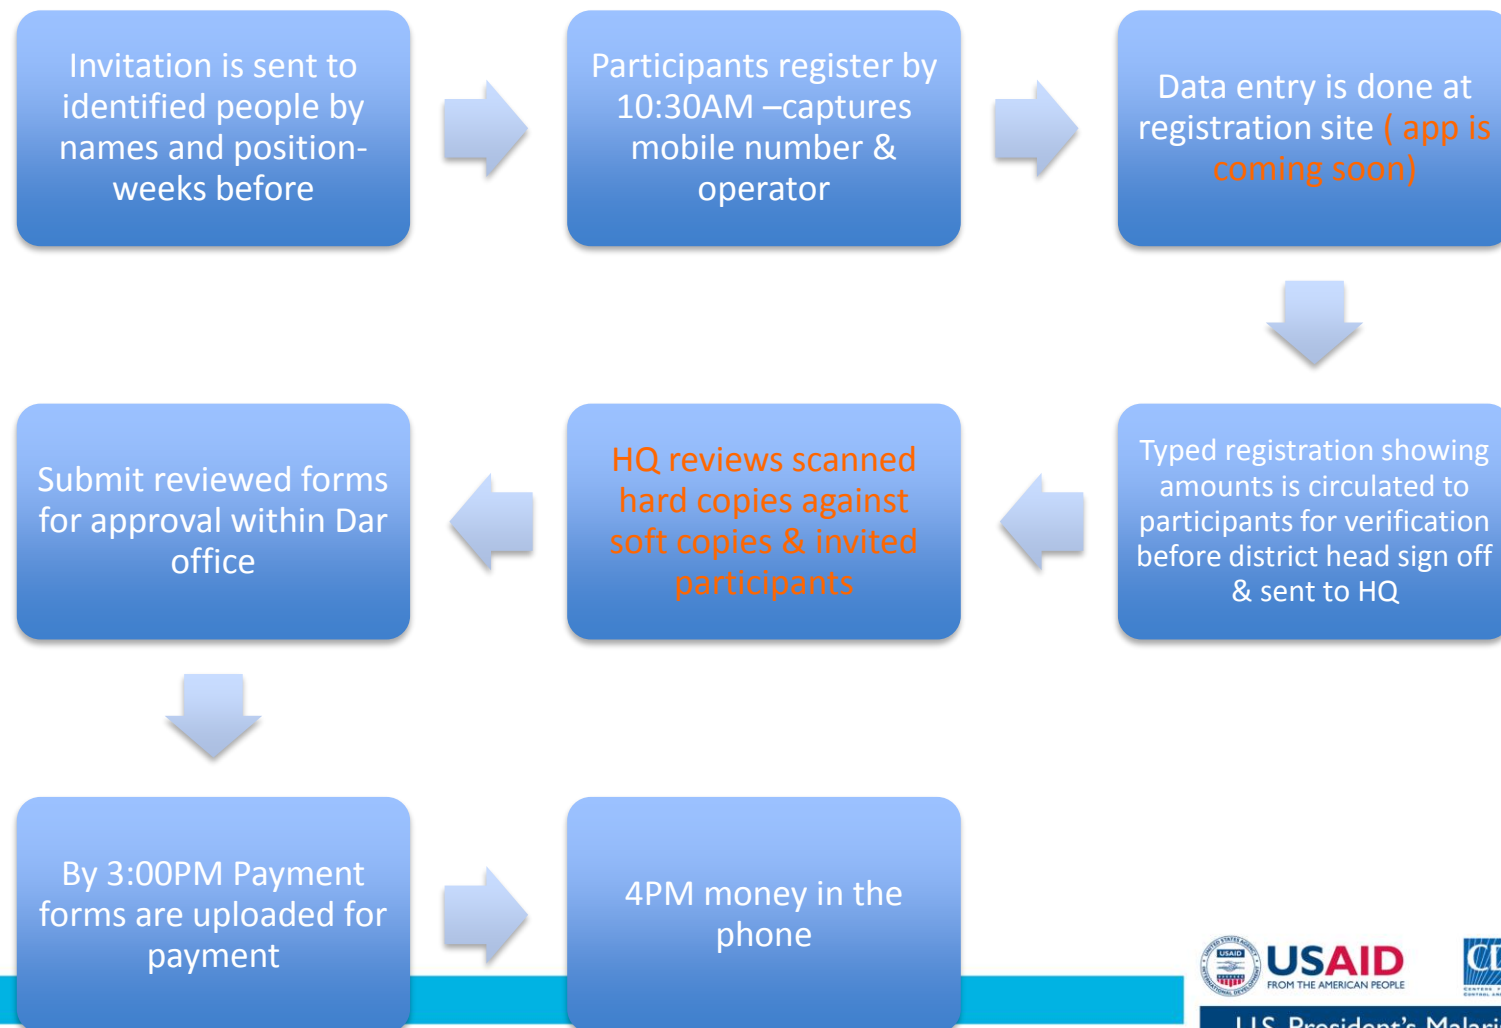 Invitation is sent to
identified people by
names and position-
weeks before
Participants register by
10:30AM –captures
mobile number &
operator
Data entry is done at
registration site ( app is
coming soon)
Typed registration showing
amounts is circulated to
participants for verification
before district head sign off
& sent to HQ
HQ reviews scanned
hard copies against
soft copies & invited
participants
Submit reviewed forms
for approval within Dar
office
By 3:00PM Payment
forms are uploaded for
payment
4PM money in the
phone
USAID
USAID
FROM THE AMERICAN PEOPLE
U.S. President's